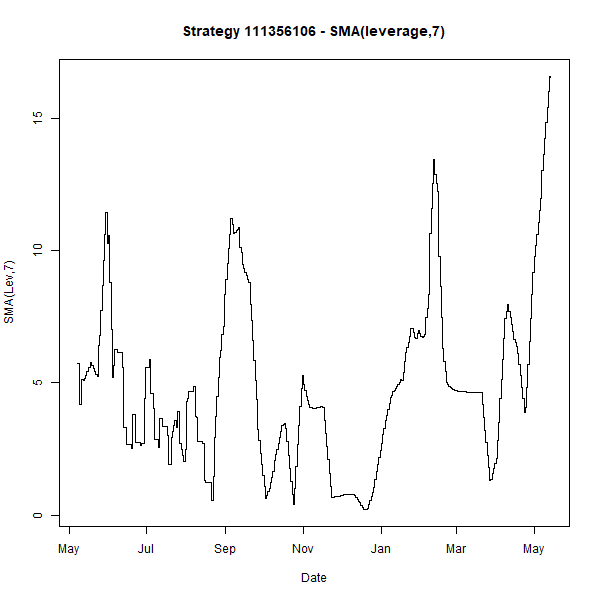 Strategy 111356106 - SMA(leverage,7)
SMA(Lev,7)
15
10
5
0
May Jul Sep Nov Jan Mar May
Date